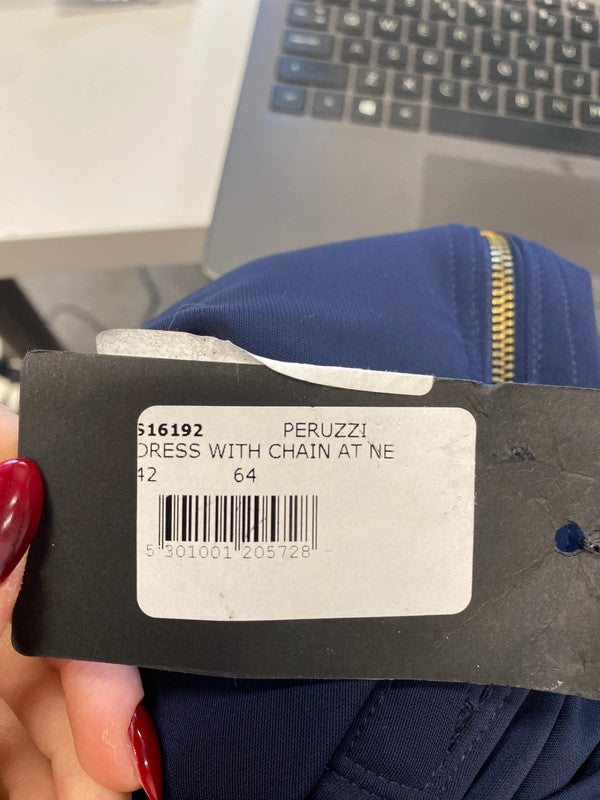 S16192 PERUZZI
DRESS WITH CHAIN AT NE
42 64
5 301001 205728